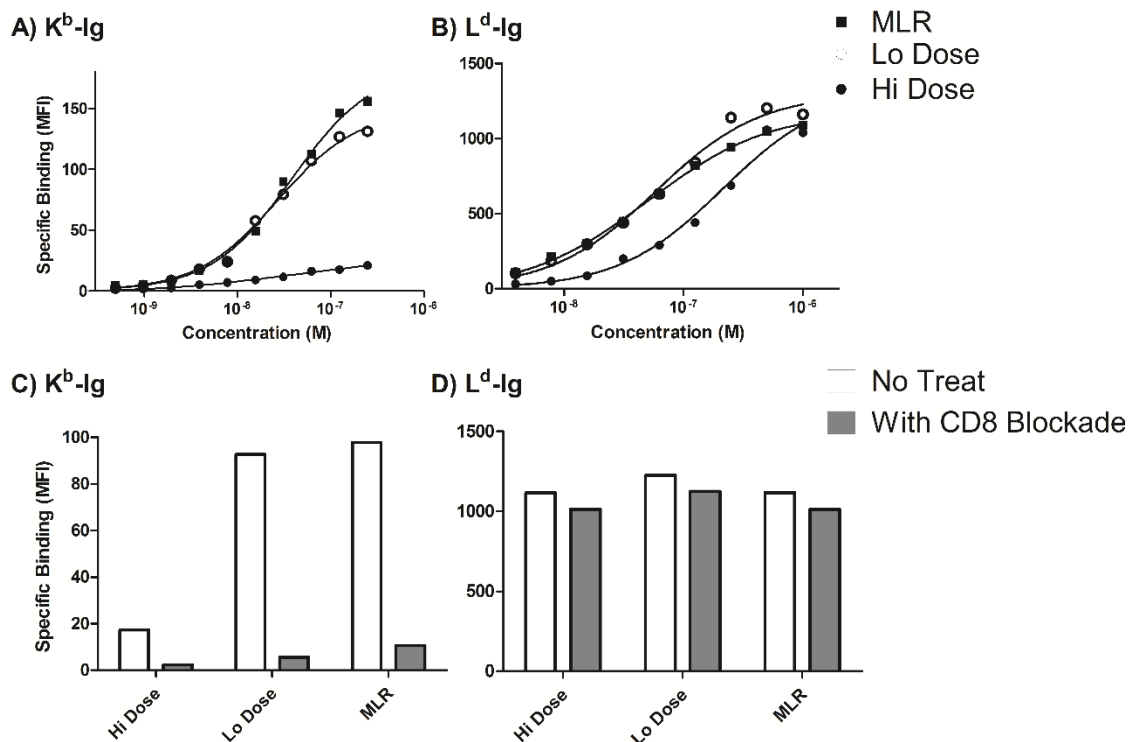 A) Kᵇ-Ig
Specific Binding (MFI)
150
100
50
0
10⁻⁹
10⁻⁸
10⁻⁷
10⁻⁶
Concentration (M)
B) Lᵈ-Ig
1500
1000
500
0
10⁻⁸
10⁻⁷
10⁻⁶
Concentration (M)
MLR
Lo Dose
Hi Dose
C) Kᵇ-Ig
Specific Binding (MFI)
100
80
60
40
20
0
Hi Dose
Lo Dose
MLR
D) Lᵈ-Ig
1500
1000
500
0
Hi Dose
Lo Dose
MLR
No Treat
With CD8 Blockade